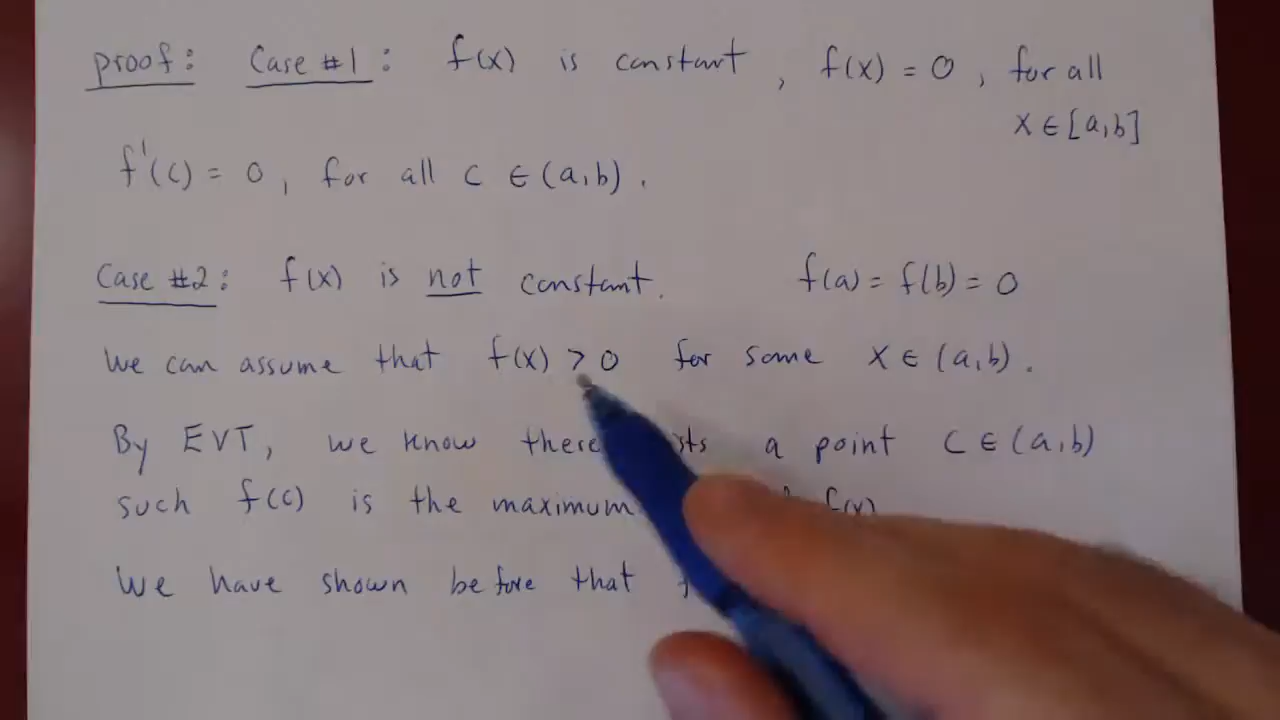 proof: Case #1: f(x) is constant, f(x) = 0, for all
x ∈ [a,b]
f'(c) = 0, for all c ∈ (a,b).
Case #2: f(x) is not constant. f(a) = f(b) = 0
We can assume that f(x) > 0 for some x ∈ (a,b).
By EVT, we know there a point c ∈ (a,b)
such f(c) is the maximum f(x)
We have shown before that